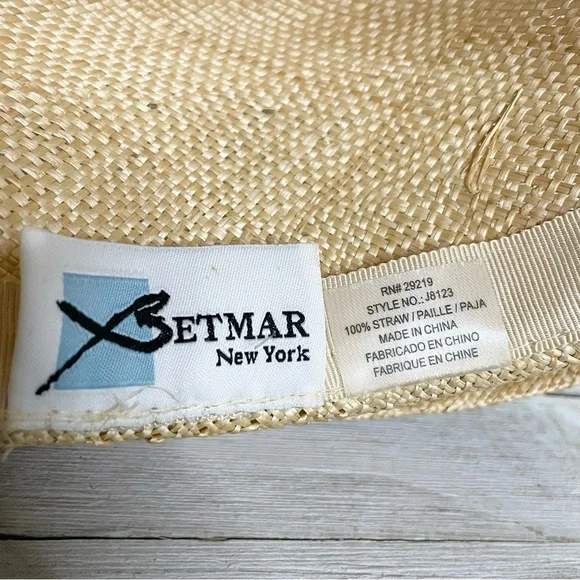 BETMAR
New York
RN# 29219
STYLE NO.: J8123
100% STRAW / PAILLE / PAJA
MADE IN CHINA
FABRICADO EN CHINO
FABRIQUE EN CHINE